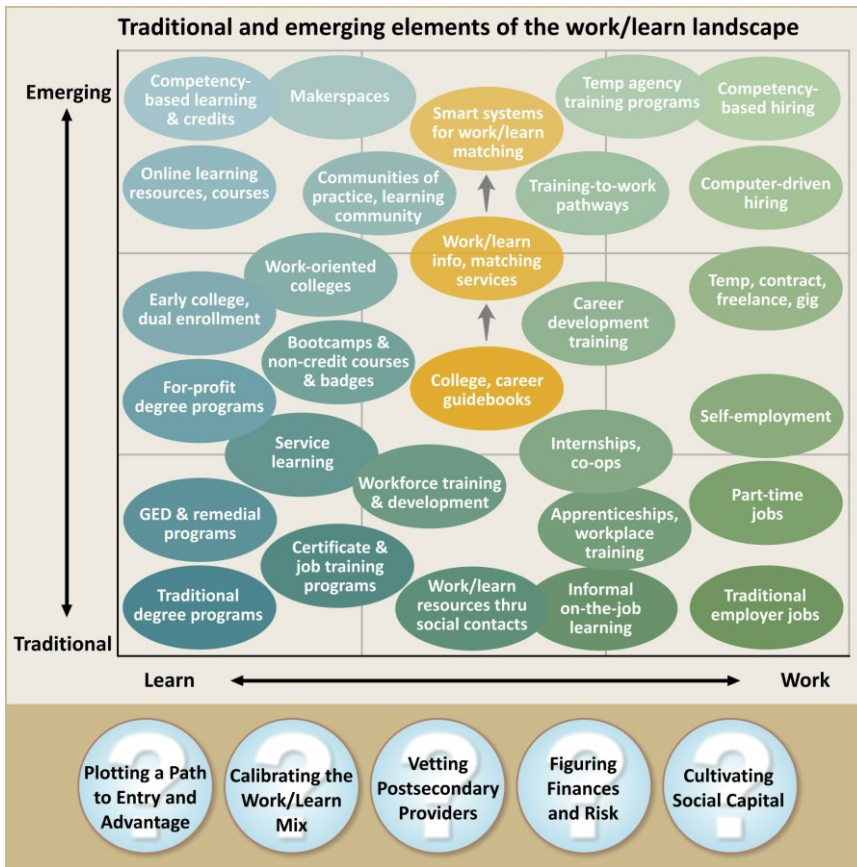 Traditional and emerging elements of the work/learn landscape
Emerging
Competency-
based learning
& credits
Makerspaces
Smart systems
for work/learn
matching
Temp agency
training programs
Competency-
based hiring
Online learning
resources, courses
Communities of
practice, learning
community
Training-to-work
pathways
Computer-driven
hiring
Work/learn
info, matching
services
Work-oriented
colleges
Early college,
dual enrollment
Career
development
training
Temp, contract,
freelance, gig
Bootcamps &
non-credit courses
& badges
College, career
guidebooks
For-profit
degree programs
Self-employment
Service
learning
Internships,
co-ops
Workforce training
& development
GED & remedial
programs
Apprenticeships,
workplace
training
Part-time
jobs
Certificate &
job training
programs
Traditional
degree programs
Work/learn
resources thru
social contacts
Informal
on-the-job
learning
Traditional
employer jobs
Traditional
Learn
Work
?
Plotting a Path
to Entry and
Advantage
?
Calibrating the
Work/Learn
Mix
?
Vetting
Postsecondary
Providers
?
Figuring
Finances
and Risk
?
Cultivating
Social Capital